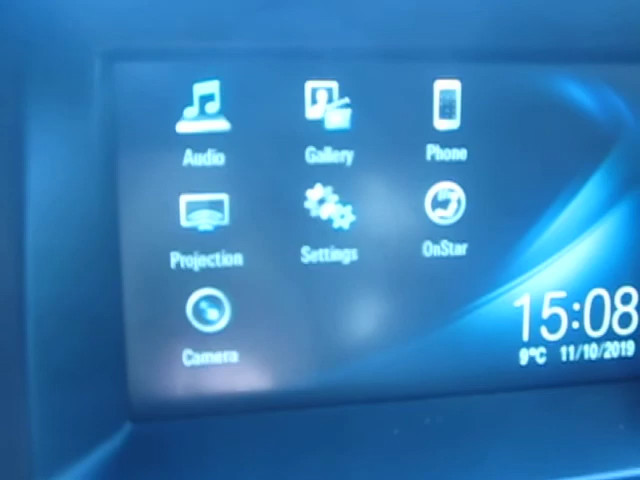 Audio Gallery Phone
Projection Settings OnStar
Camera
15:08
9°C 11/10/2019